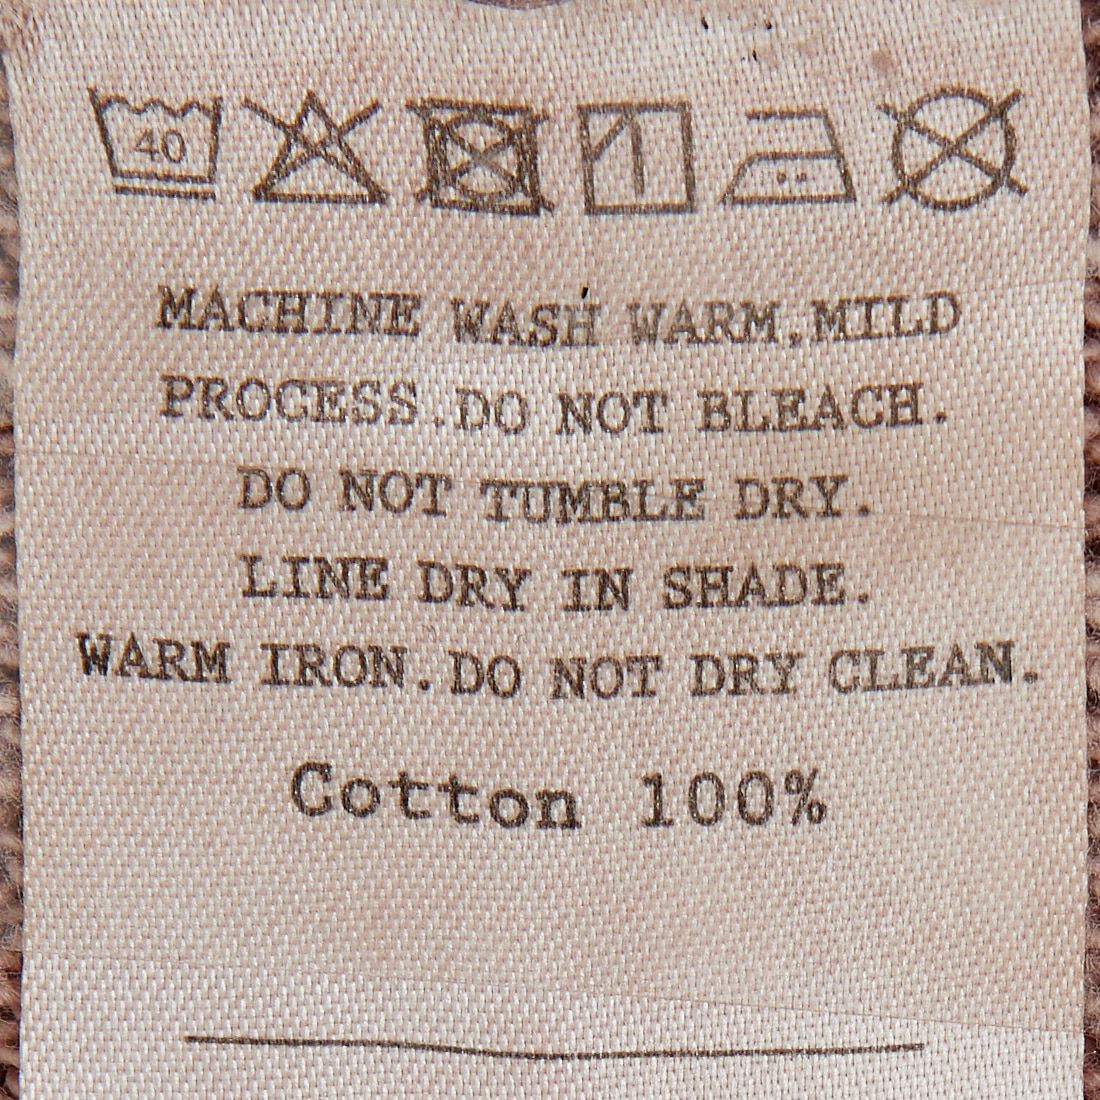 40
MACHINE WASH WARM,MILD
PROCESS.DO NOT BLEACH.
DO NOT TUMBLE DRY.
LINE DRY IN SHADE.
WARM IRON.DO NOT DRY CLEAN.
Cotton 100%